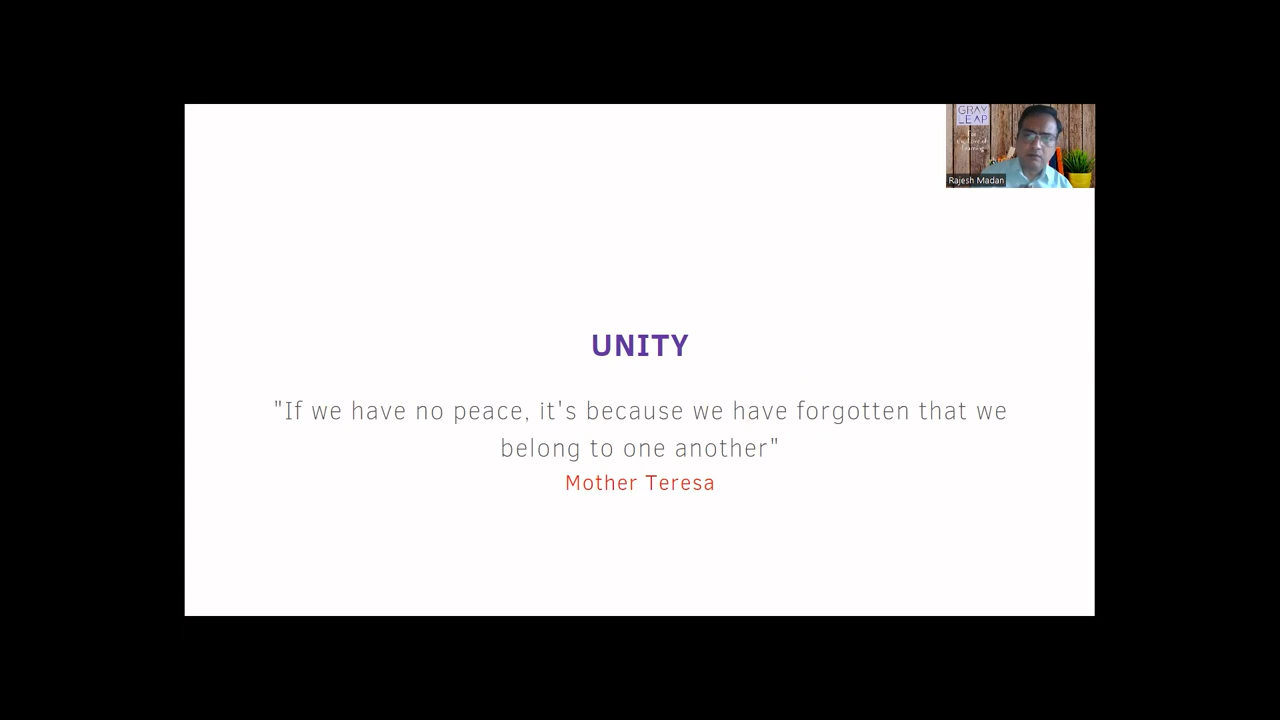 GRAY
LEAP
Rajesh Madan
UNITY
"If we have no peace, it's because we have forgotten that we
belong to one another"
Mother Teresa